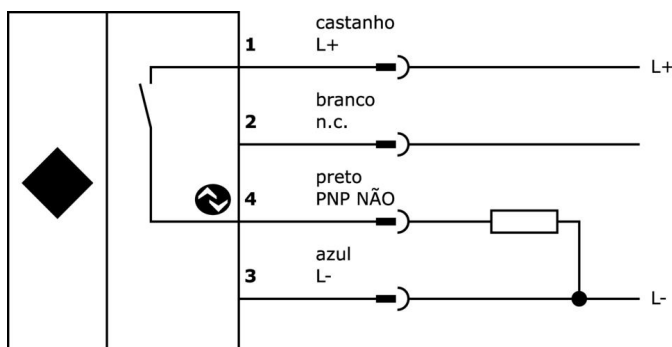 castanho
1 L+
L+
branco
2 n.c.
preto
4 PNP NÃO
azul
3 L-
L-